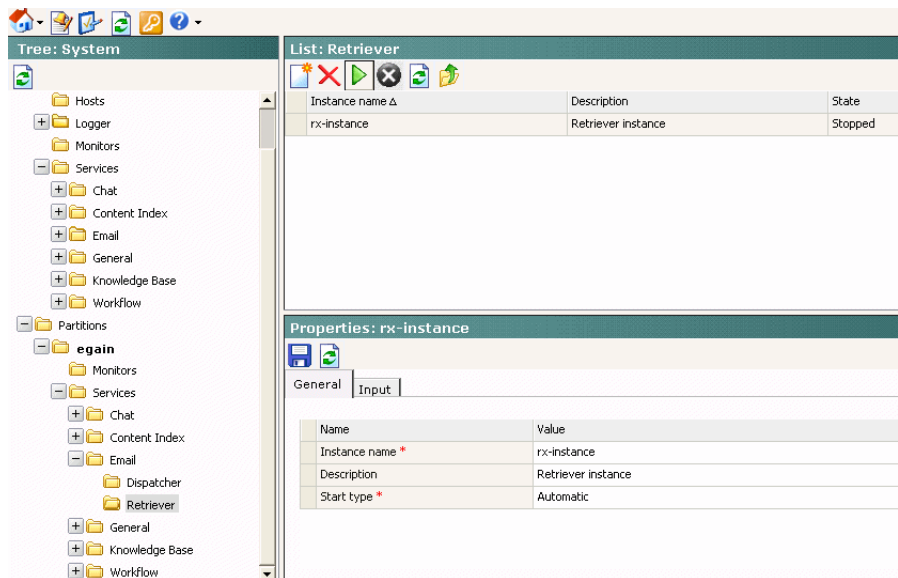 Tree: System
Hosts
Logger
Monitors
Services
Chat
Content Index
Email
General
Knowledge Base
Workflow
Partitions
egain
Monitors
Services
Chat
Content Index
Email
Dispatcher
Retriever
General
Knowledge Base
Workflow
List: Retriever
Instance name Description State
rx-instance Retriever instance Stopped
Properties: rx-instance
General Input
Name Value
Instance name * rx-instance
Description Retriever instance
Start type * Automatic